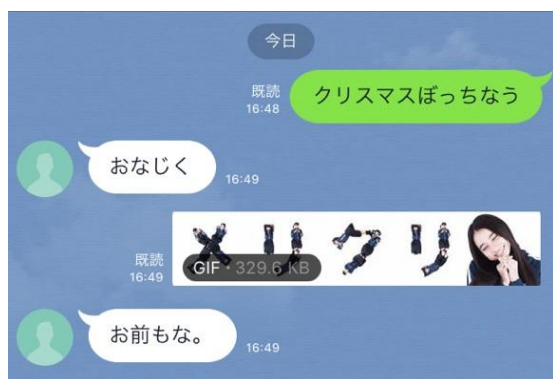 今日
既読
16:48
クリスマスぼっちなう
おなじく
16:49
既読
16:49
メリクリ
GIF・329.6 KB
お前もな。
16:49